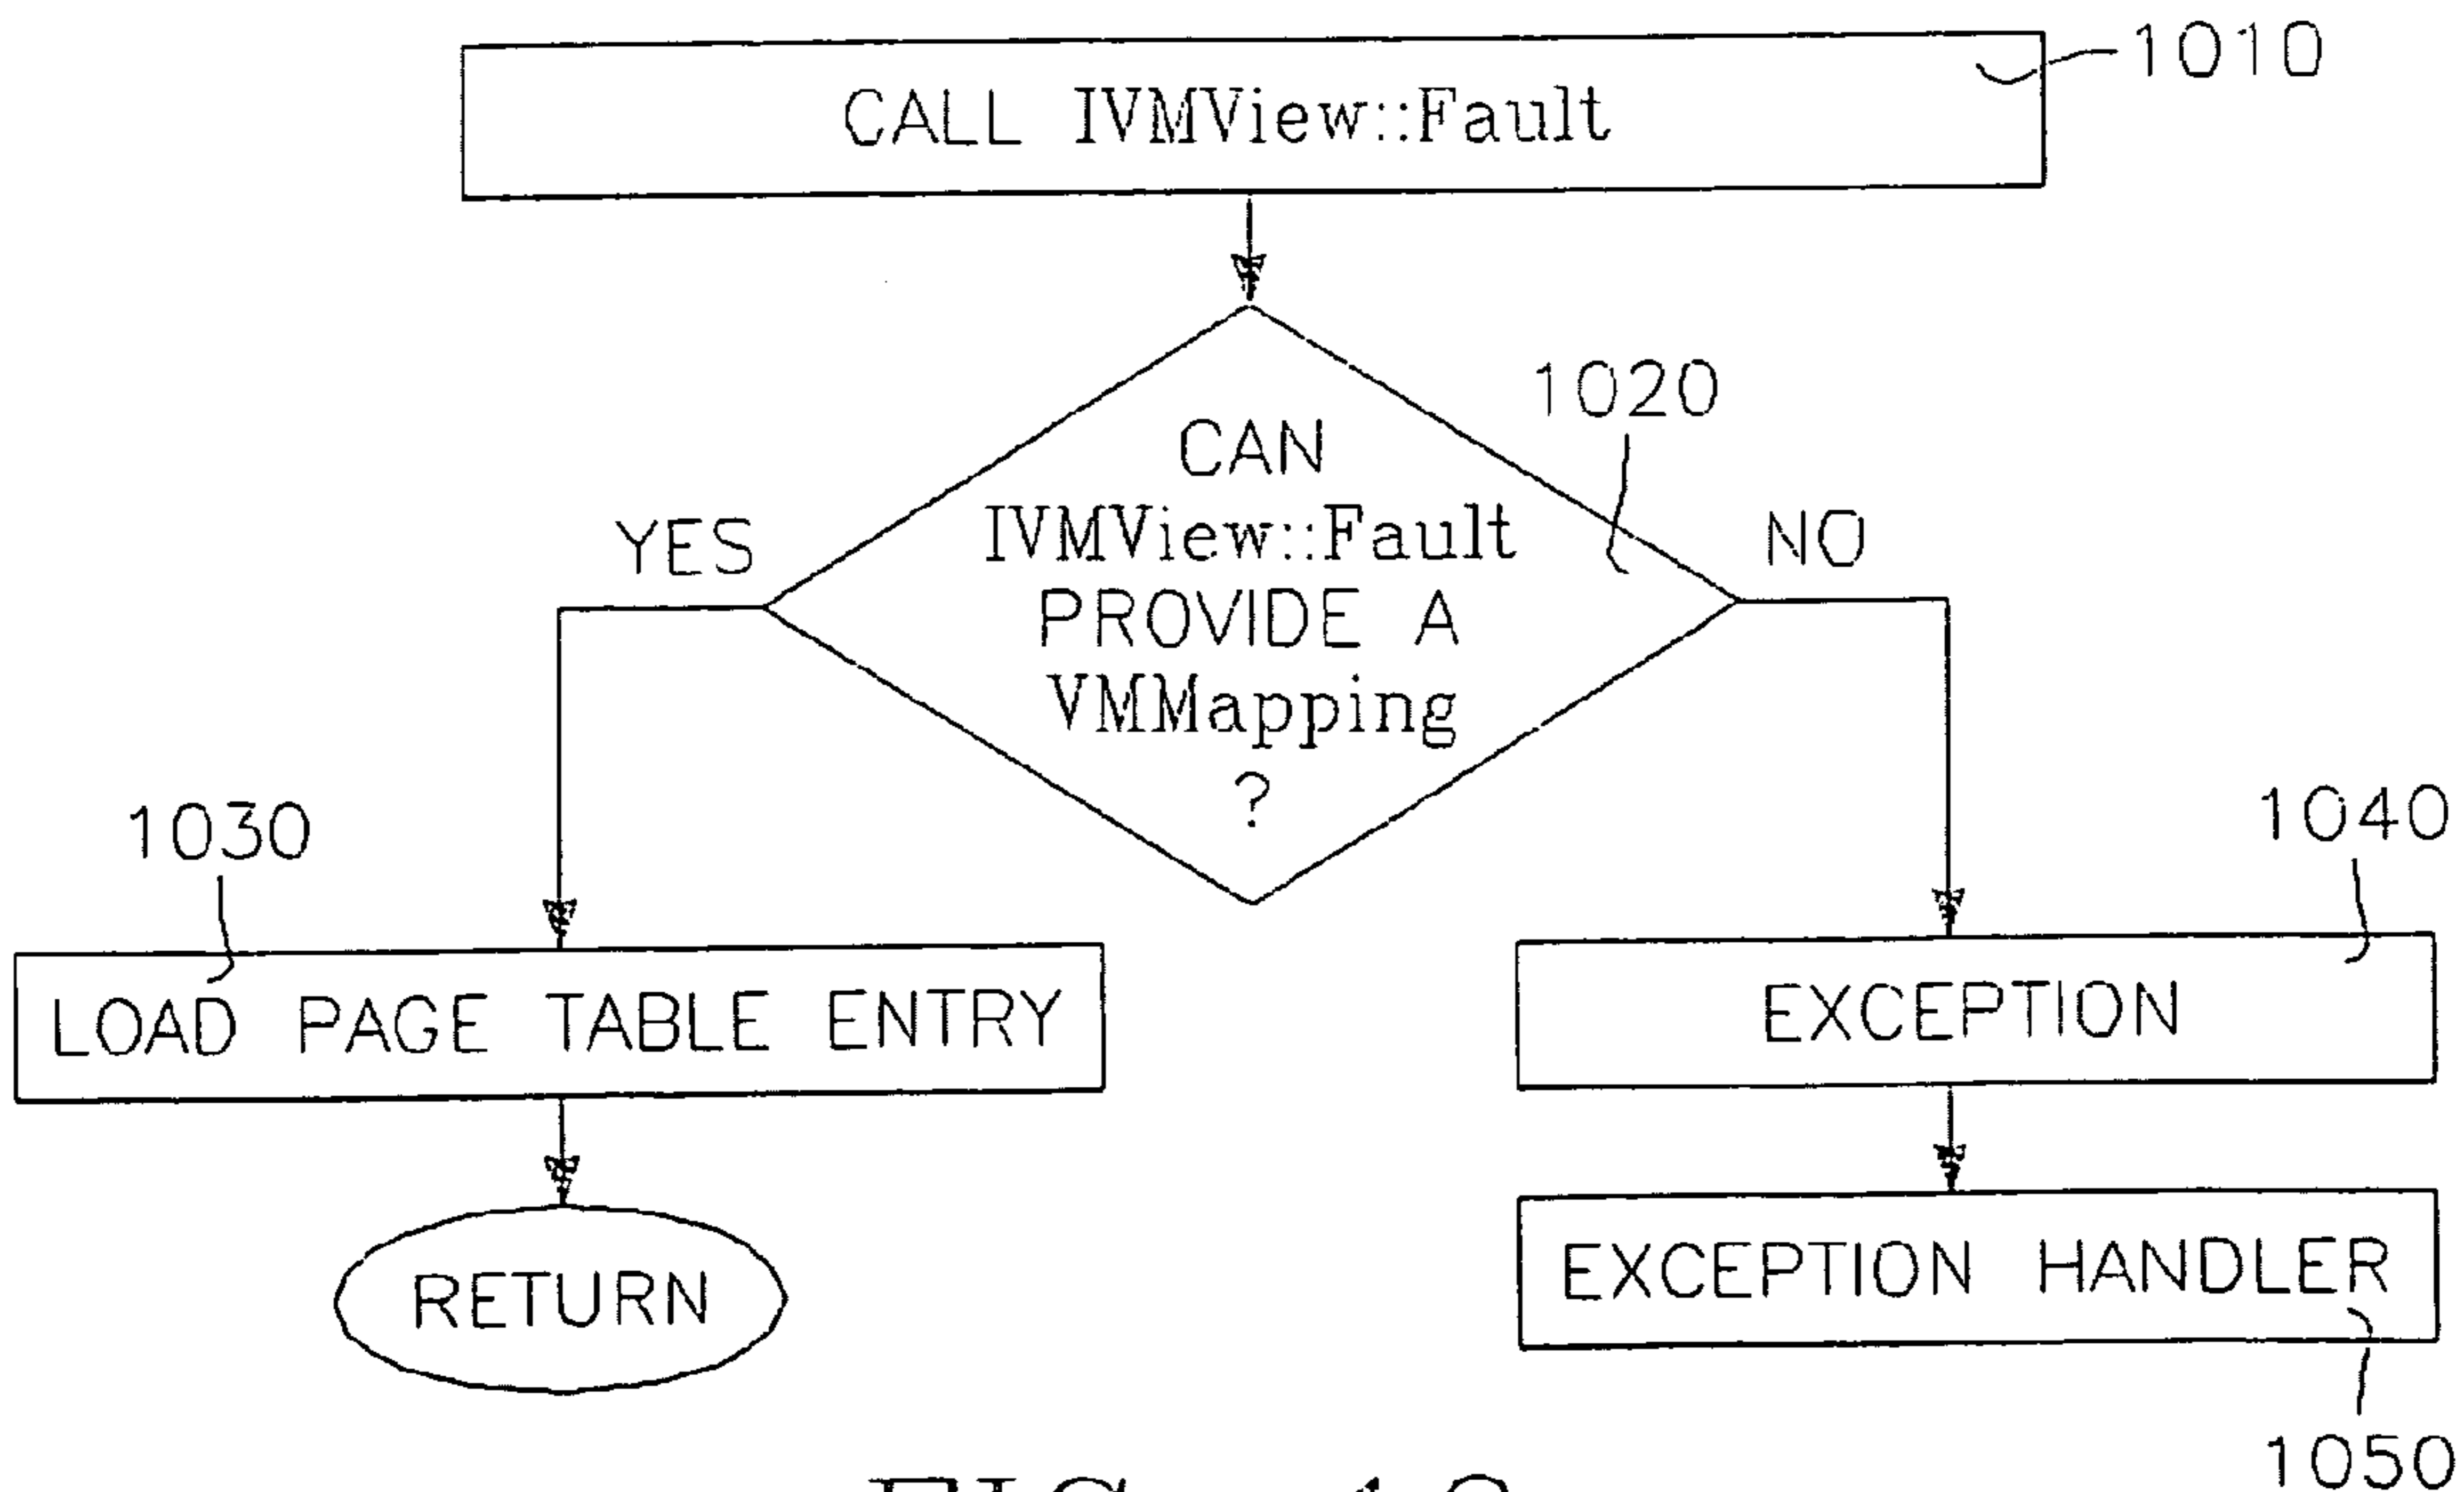 1010
CALL IVMView::Fault
1020
CAN
IVMView::Fault
PROVIDE A
VMMapping
?
YES
NO
1030
1040
LOAD PAGE TABLE ENTRY
EXCEPTION
RETURN
EXCEPTION HANDLER
1050